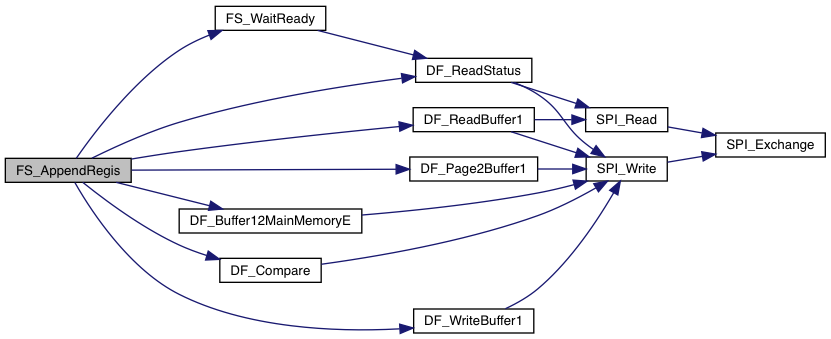 FS_WaitReady
DF_ReadStatus
DF_ReadBuffer1
SPI_Read
SPI_Exchange
FS_AppendRegis
DF_Page2Buffer1
SPI_Write
DF_Buffer12MainMemoryE
DF_Compare
DF_WriteBuffer1